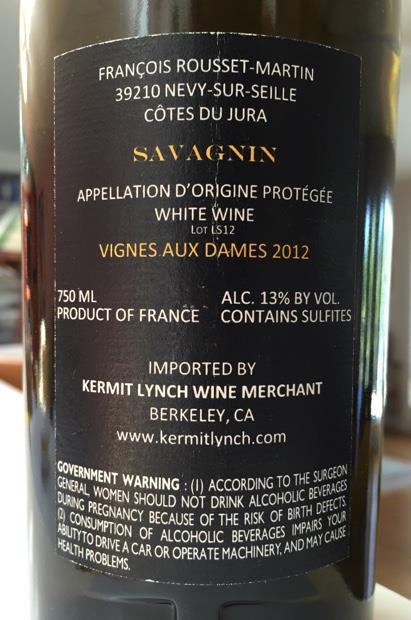 FRANÇOIS ROUSSET-MARTIN
39210 NEVY-SUR-SEILLE
CÔTES DU JURA
SAVAGNIN
APPELLATION D'ORIGINE PROTÉGÉE
WHITE WINE
LOT LS12
VIGNES AUX DAMES 2012
750 ML ALC. 13% BY VOL.
PRODUCT OF FRANCE CONTAINS SULFITES
IMPORTED BY
KERMIT LYNCH WINE MERCHANT
BERKELEY, CA
www.kermitlynch.com
GOVERNMENT WARNING : (1) ACCORDING TO THE SURGEON
GENERAL, WOMEN SHOULD NOT DRINK ALCOHOLIC BEVERAGES
DURING PREGNANCY BECAUSE OF THE RISK OF BIRTH DEFECTS.
(2) CONSUMPTION OF ALCOHOLIC BEVERAGES IMPAIRS YOUR
ABILITY TO DRIVE A CAR OR OPERATE MACHINERY, AND MAY CAUSE
HEALTH PROBLEMS.